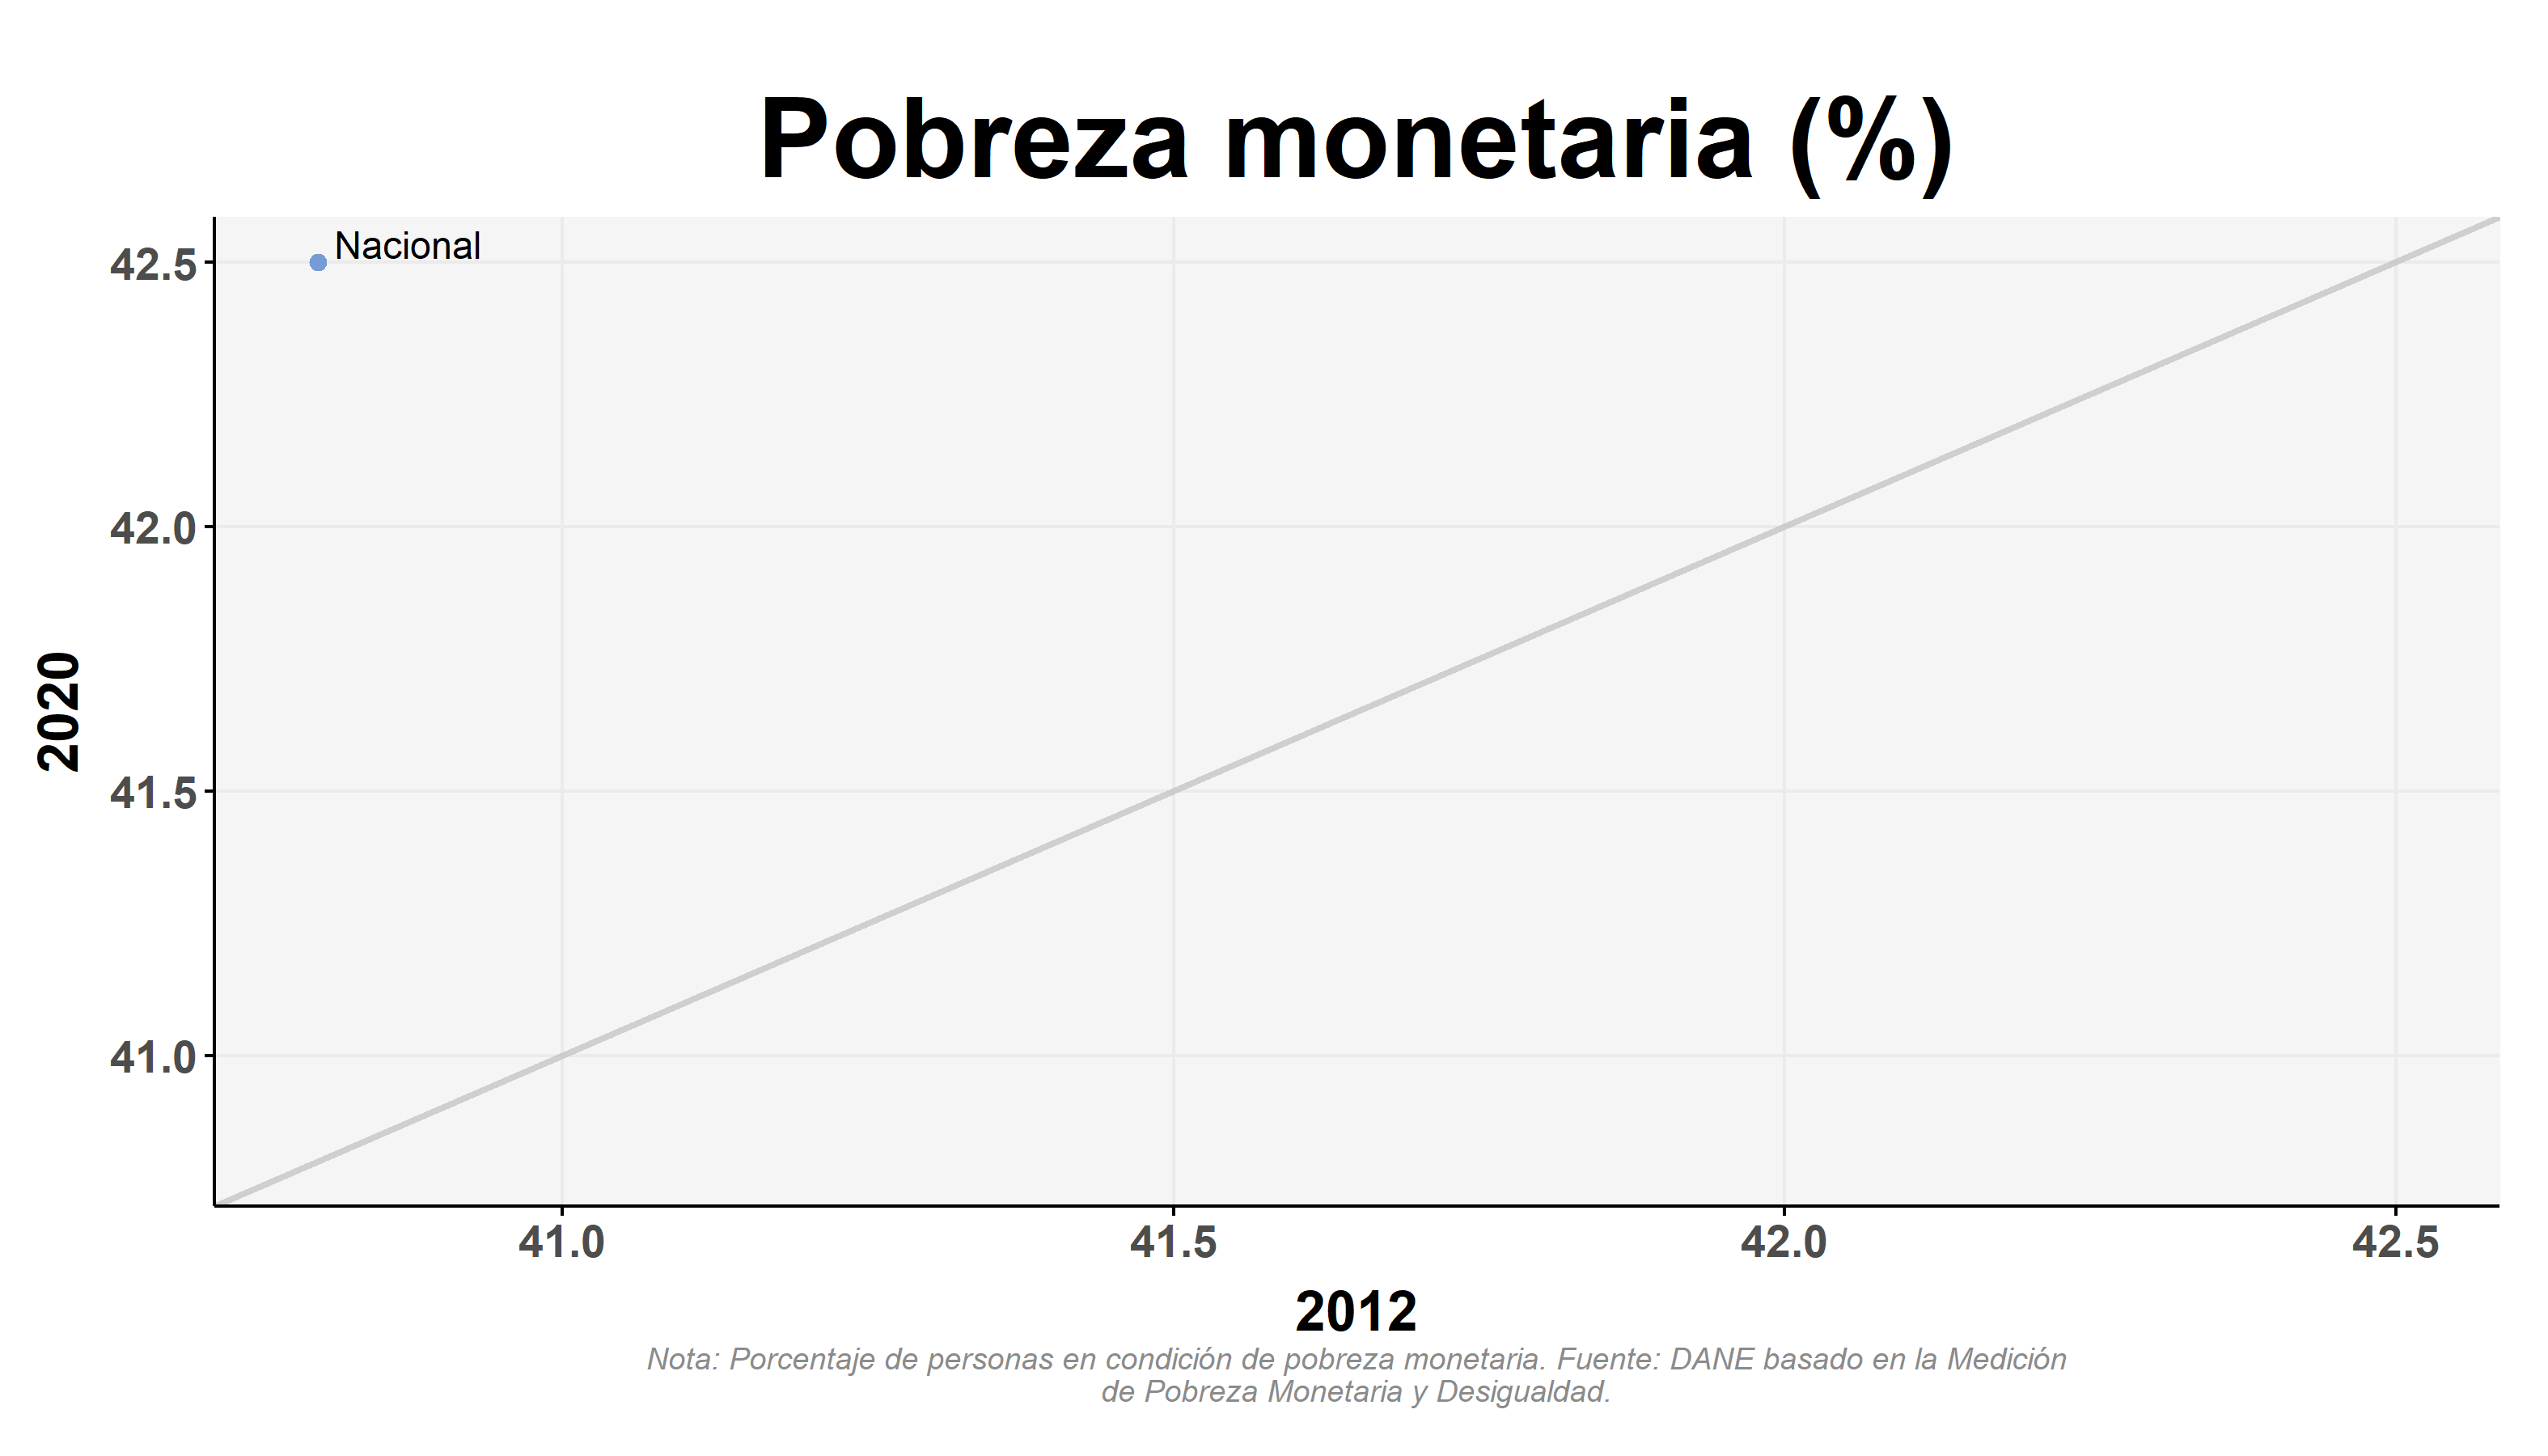 Pobreza monetaria (%)
Nacional
42.5
42.0
41.5
41.0
2020
41.0 41.5 42.0 42.5
2012
Nota: Porcentaje de personas en condición de pobreza monetaria. Fuente: DANE basado en la Medición
de Pobreza Monetaria y Desigualdad.